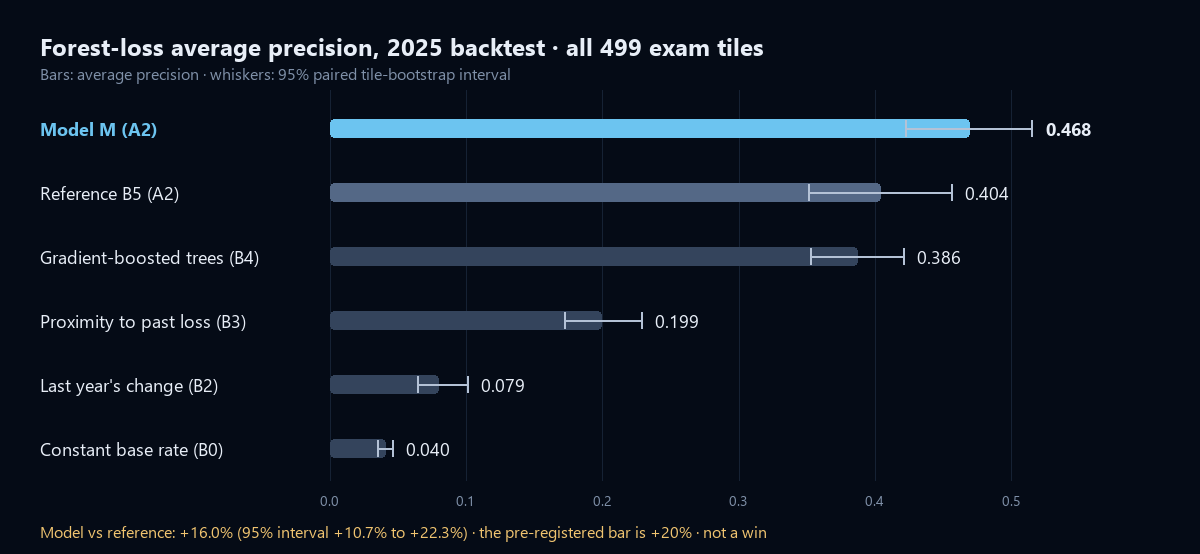 Forest-loss average precision, 2025 backtest · all 499 exam tiles
Bars: average precision · whiskers: 95% paired tile-bootstrap interval
Model M (A2) 0.468
Reference B5 (A2) 0.404
Gradient-boosted trees (B4) 0.386
Proximity to past loss (B3) 0.199
Last year's change (B2) 0.079
Constant base rate (B0) 0.040
0.0 0.1 0.2 0.3 0.4 0.5
Model vs reference: +16.0% (95% interval +10.7% to +22.3%) · the pre-registered bar is +20% · not a win